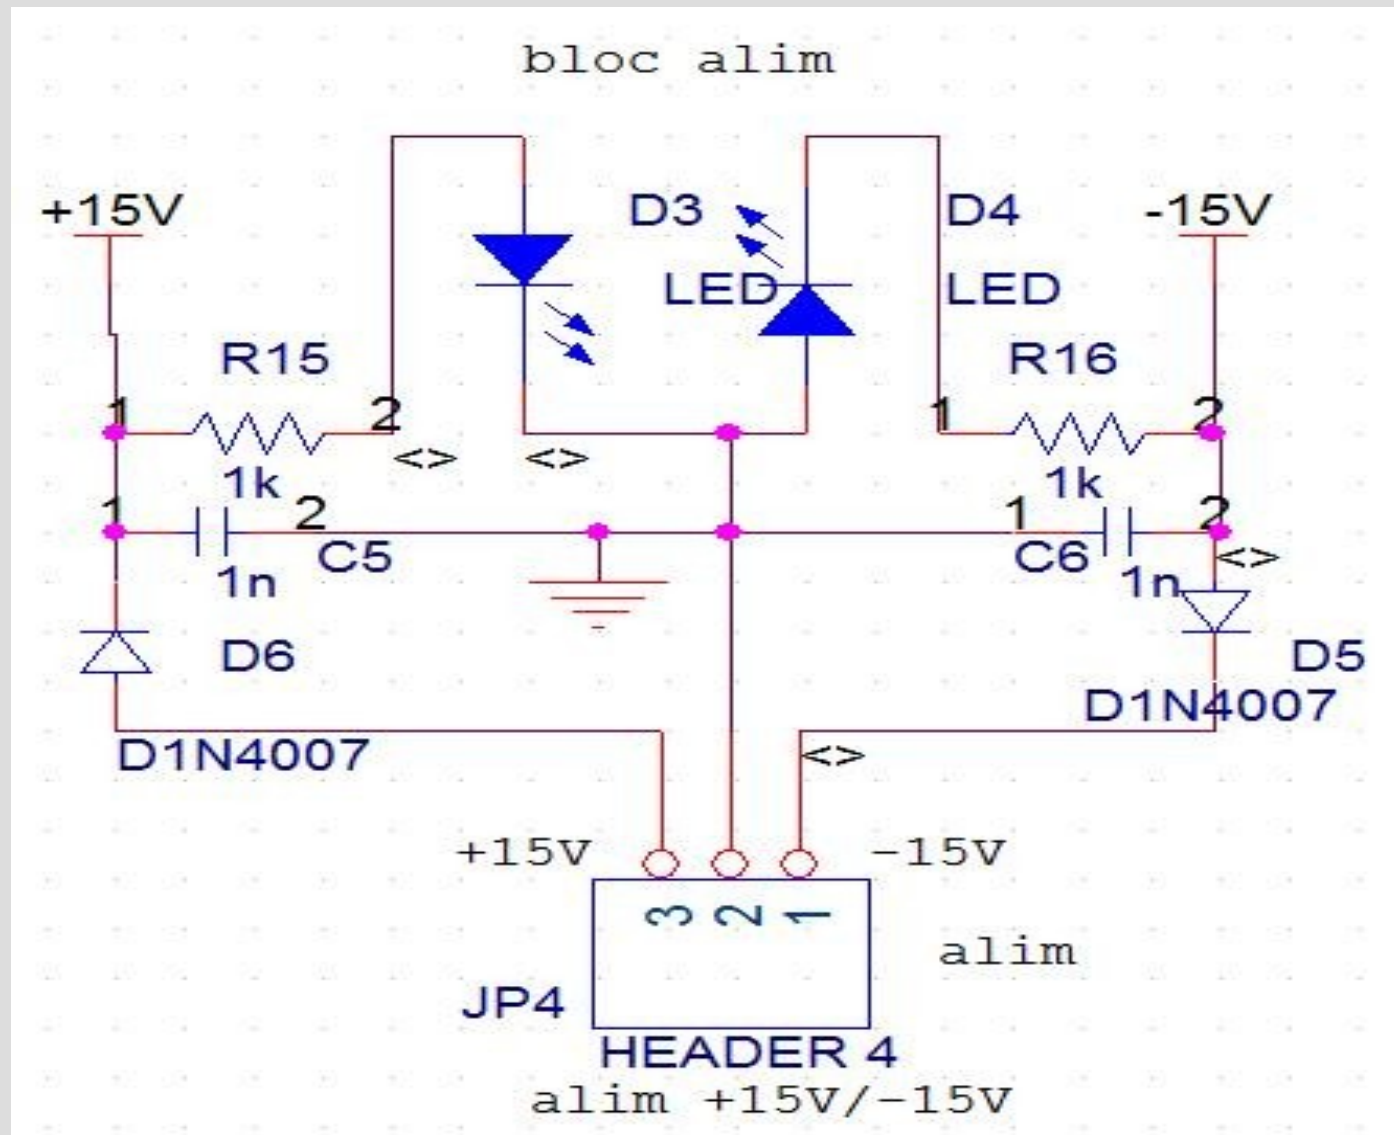 bloc alim
+15V
D3
D4
-15V
LED
LED
R15
R16
1
2
1
2
<>
<>
1k
1k
1
2
1
2
C5
C6
<>
1n
1n
D6
D5
D1N4007
D1N4007
<>
+15V
-15V
3
2
1
alim
JP4
HEADER 4
alim +15V/-15V